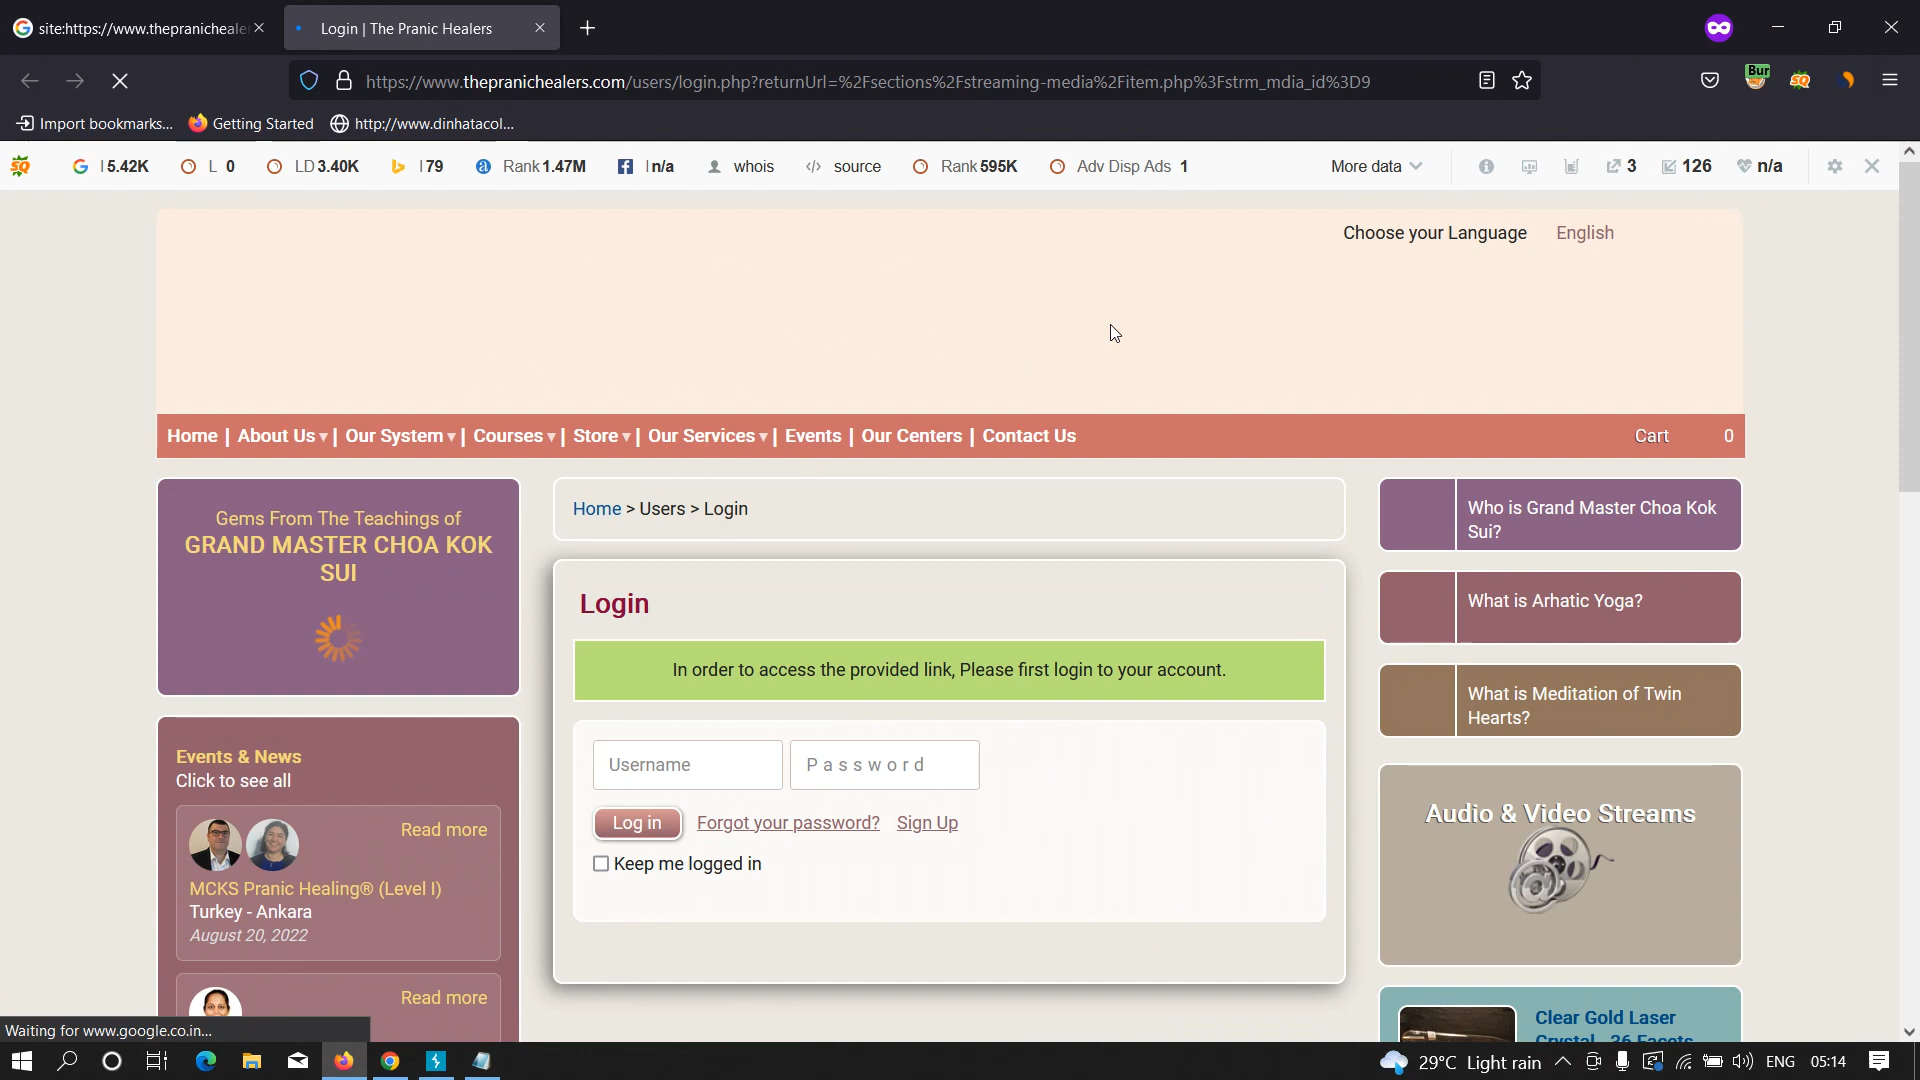 site:https://www.thepranicheale
Login | The Pranic Healers
https://www.thepranichealers.com/users/login.php?returnUrl=%2Fsections%2Fstreaming-media%2Fitem.php%3Fstrm_mdia_id%3D9
Bur
Import bookmarks...
Getting Started
http://www.dinhatacol...
I 5.42K
L 0
LD 3.40K
I 79
Rank 1.47M
I n/a
whois
source
Rank 595K
Adv Disp Ads 1
More data
3
126
n/a
Choose your Language
English
Home | About Us | Our System | Courses | Store | Our Services | Events | Our Centers | Contact Us
Cart 0
Gems From The Teachings of
GRAND MASTER CHOA KOK
SUI
Events & News
Click to see all
Read more
MCKS Pranic Healing® (Level I)
Turkey - Ankara
August 20, 2022
Read more
Home > Users > Login
Login
In order to access the provided link, Please first login to your account.
Username
Password
Log in
Forgot your password?
Sign Up
Keep me logged in
Who is Grand Master Choa Kok
Sui?
What is Arhatic Yoga?
What is Meditation of Twin
Hearts?
Audio & Video Streams
Clear Gold Laser
Crystal - 26 Facets
Waiting for www.google.co.in...
29°C Light rain
ENG
05:14